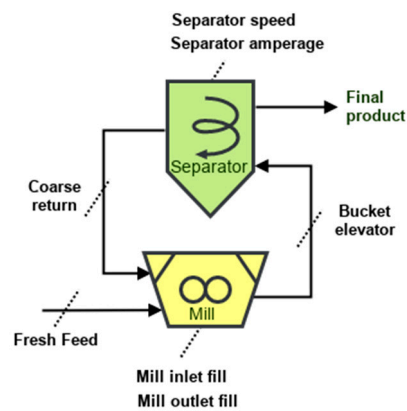 Separator speed
Separator amperage
Final
product
Separator
Coarse
return
Bucket
elevator
Mill
Fresh Feed
Mill inlet fill
Mill outlet fill